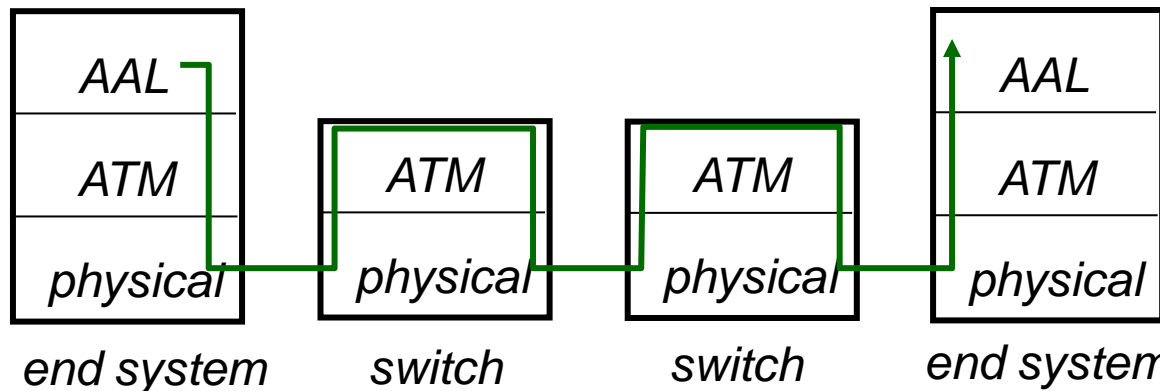 AAL
ATM
physical
end system
ATM
physical
switch
ATM
physical
switch
AAL
ATM
physical
end system